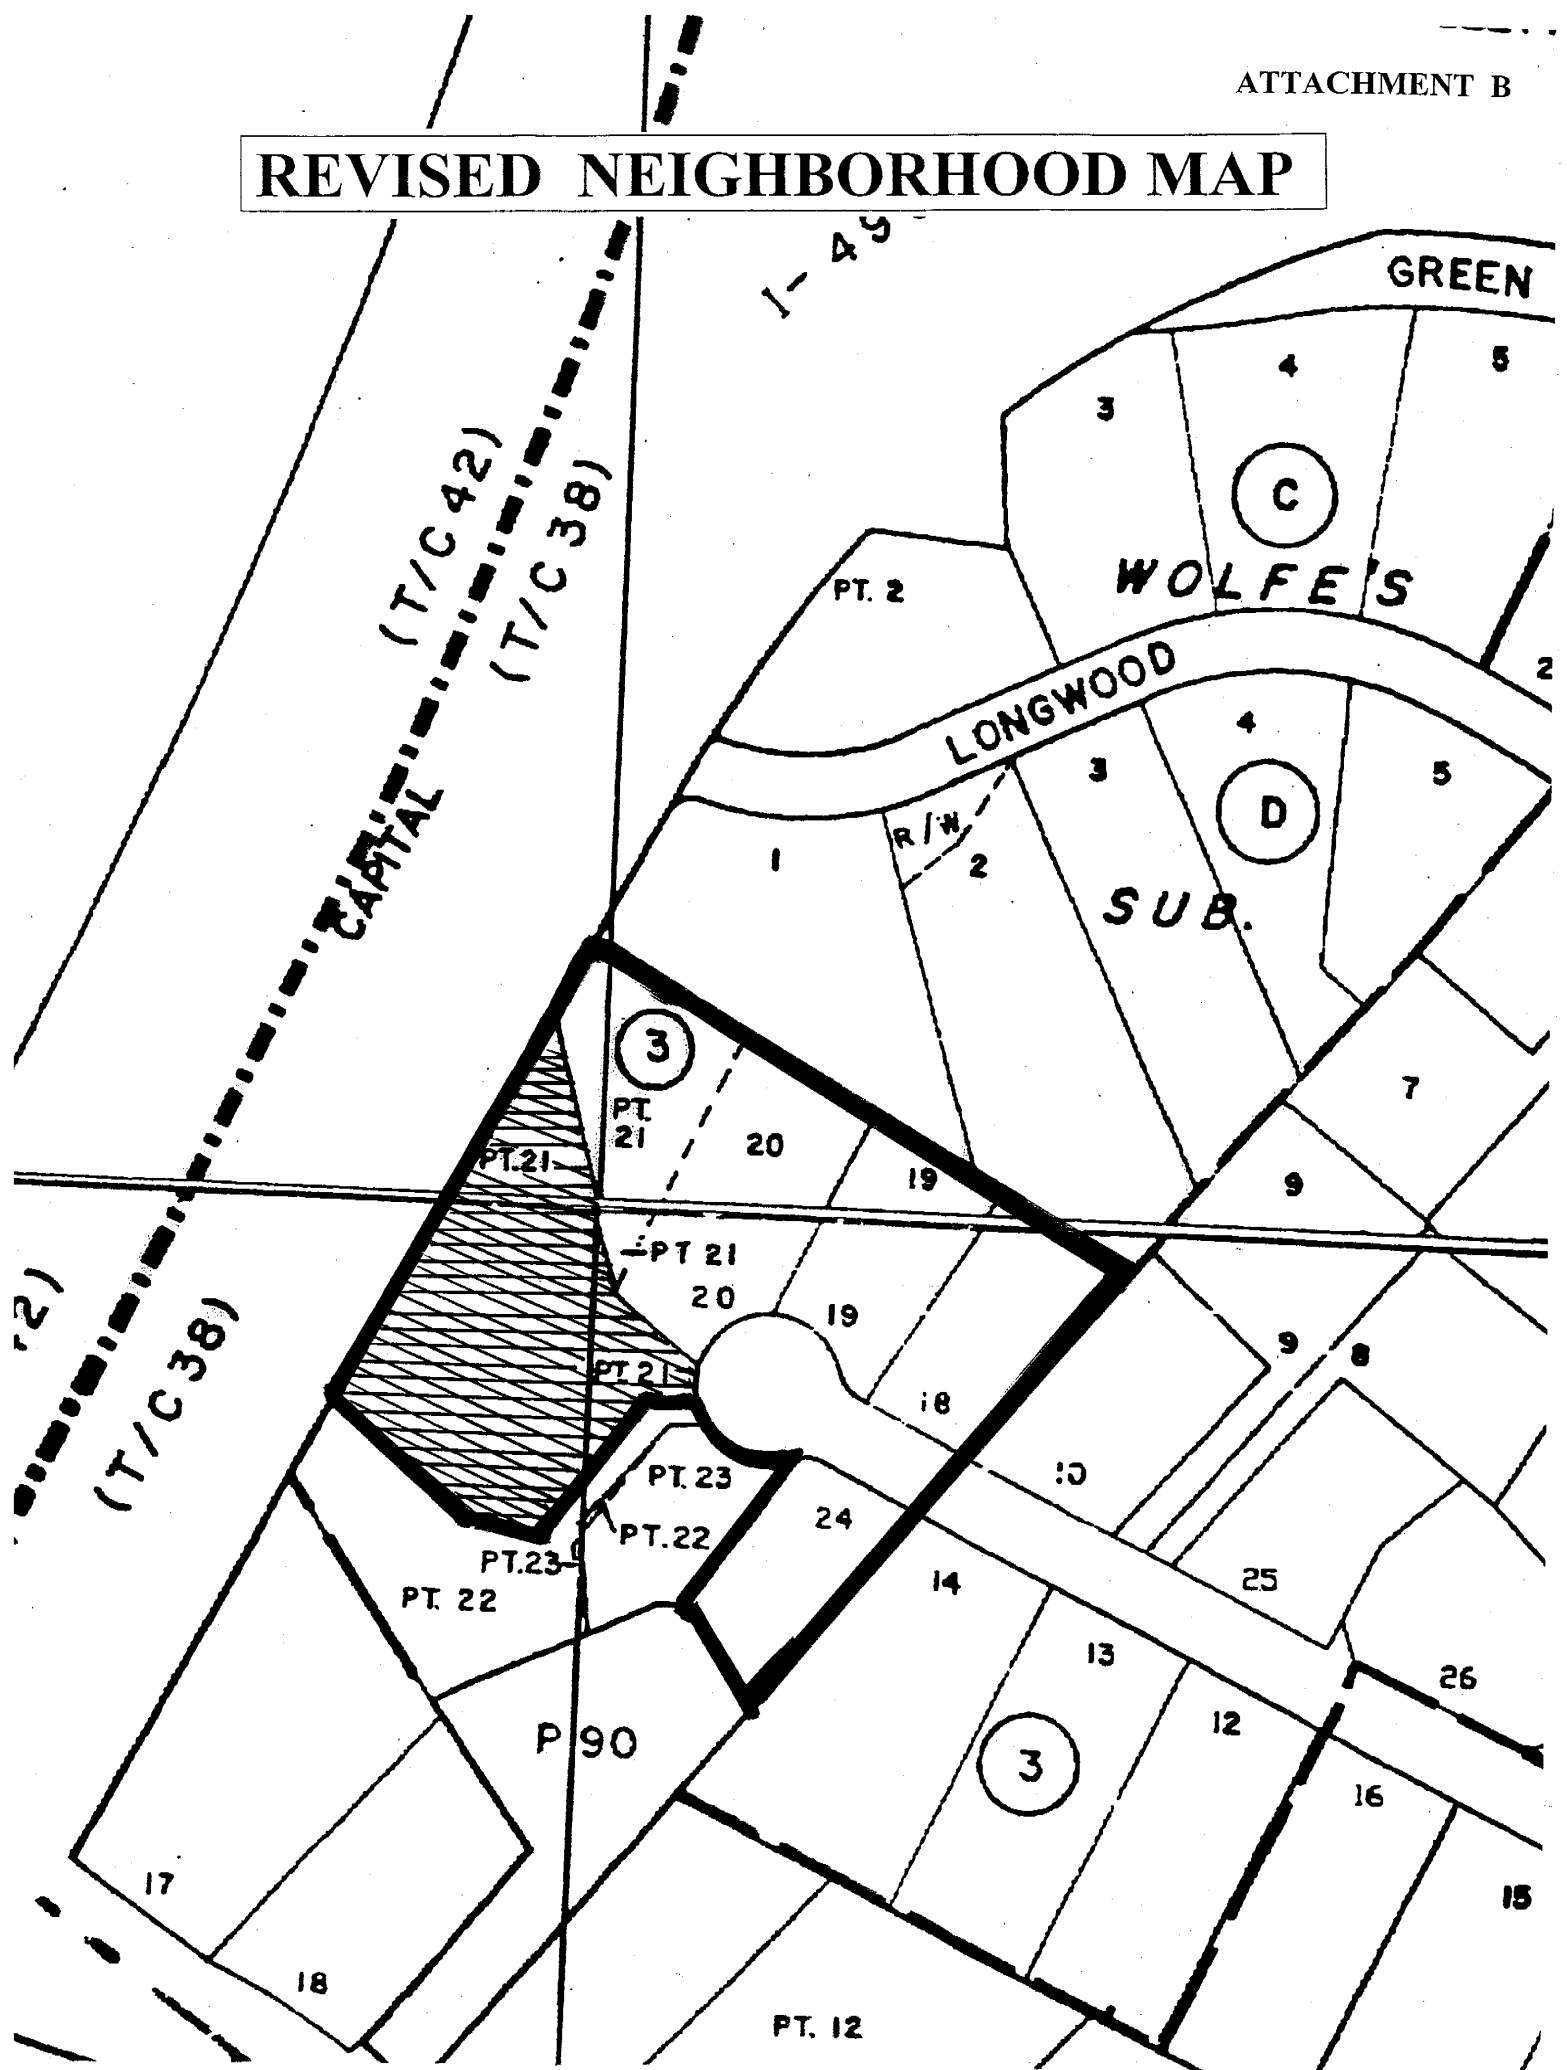 ATTACHMENT B
REVISED NEIGHBORHOOD MAP
GREEN
4
5
3
C
(T/C 42)
(T/C 38)
WOLFE'S
PT. 2
2
LONGWOOD
4
3
5
D
R/W
1
2
SUB.
CAPITAL
3
7
PT.
21
20
PT.21
19
9
PT 21
20
19
(T/C 38)
9
8
PT.21
18
10
PT. 23
24
PT.22
PT.23
14
25
PT. 22
13
26
12
P 90
3
16
17
15
18
PT. 12